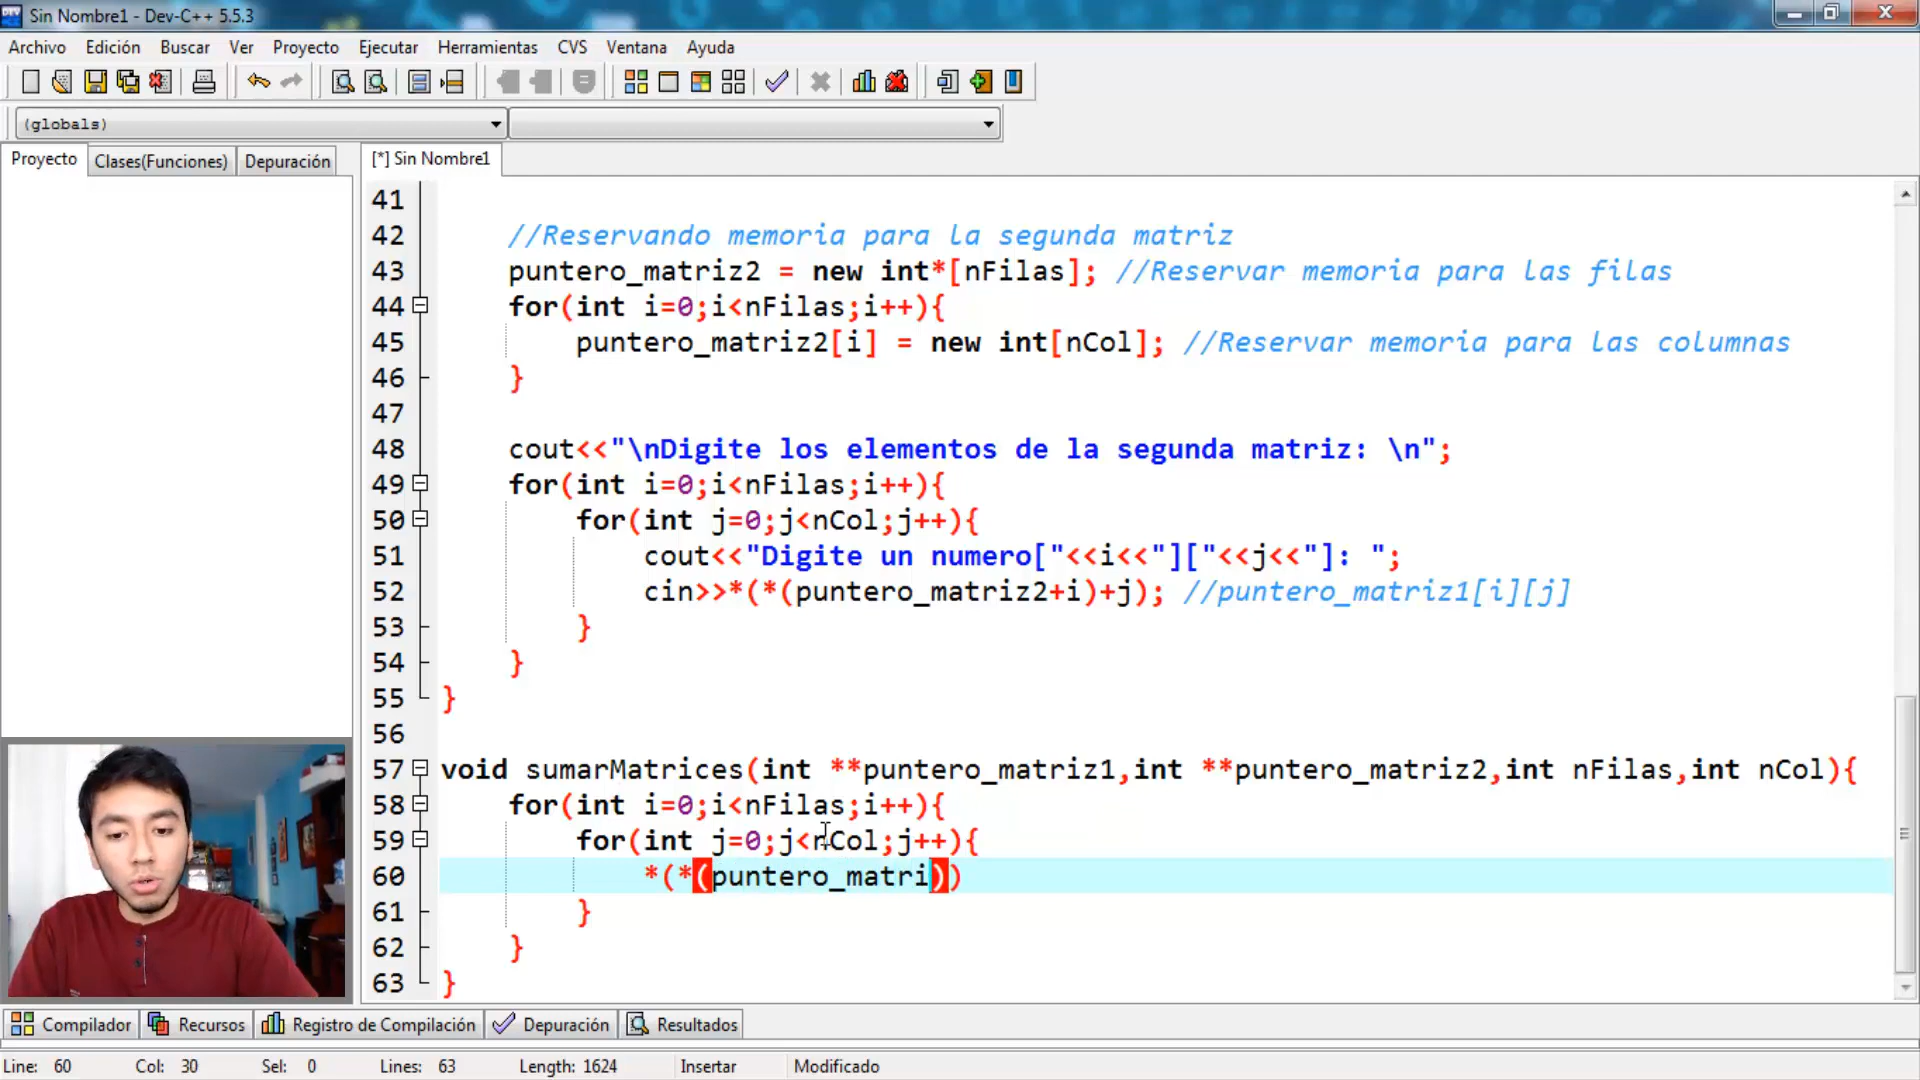 DEV
Sin Nombre1 - Dev-C++ 5.5.3
Archivo Edición Buscar Ver Proyecto Ejecutar Herramientas CVS Ventana Ayuda
(globals)
Proyecto Clases(Funciones) Depuración
[*] Sin Nombre1
41
42 //Reservando memoria para la segunda matriz
43 puntero_matriz2 = new int*[nFilas]; //Reservar memoria para las filas
44 for(int i=0;i<nFilas;i++){
45 puntero_matriz2[i] = new int[nCol]; //Reservar memoria para las columnas
46 }
47
48 cout<<"\nDigite los elementos de la segunda matriz: \n";
49 for(int i=0;i<nFilas;i++){
50 for(int j=0;j<nCol;j++){
51 cout<<"Digite un numero["<<i<<"]["<<j<<"]: ";
52 cin>>*(*(puntero_matriz2+i)+j); //puntero_matriz1[i][j]
53 }
54 }
55 }
56
57 void sumarMatrices(int **puntero_matriz1,int **puntero_matriz2,int nFilas,int nCol){
58 for(int i=0;i<nFilas;i++){
59 for(int j=0;j<nCol;j++){
60 *(*(puntero_matri))
61 }
62 }
63 }
Compilador Recursos Registro de Compilación Depuración Resultados
Line: 60 Col: 30 Sel: 0 Lines: 63 Length: 1624 Insertar Modificado